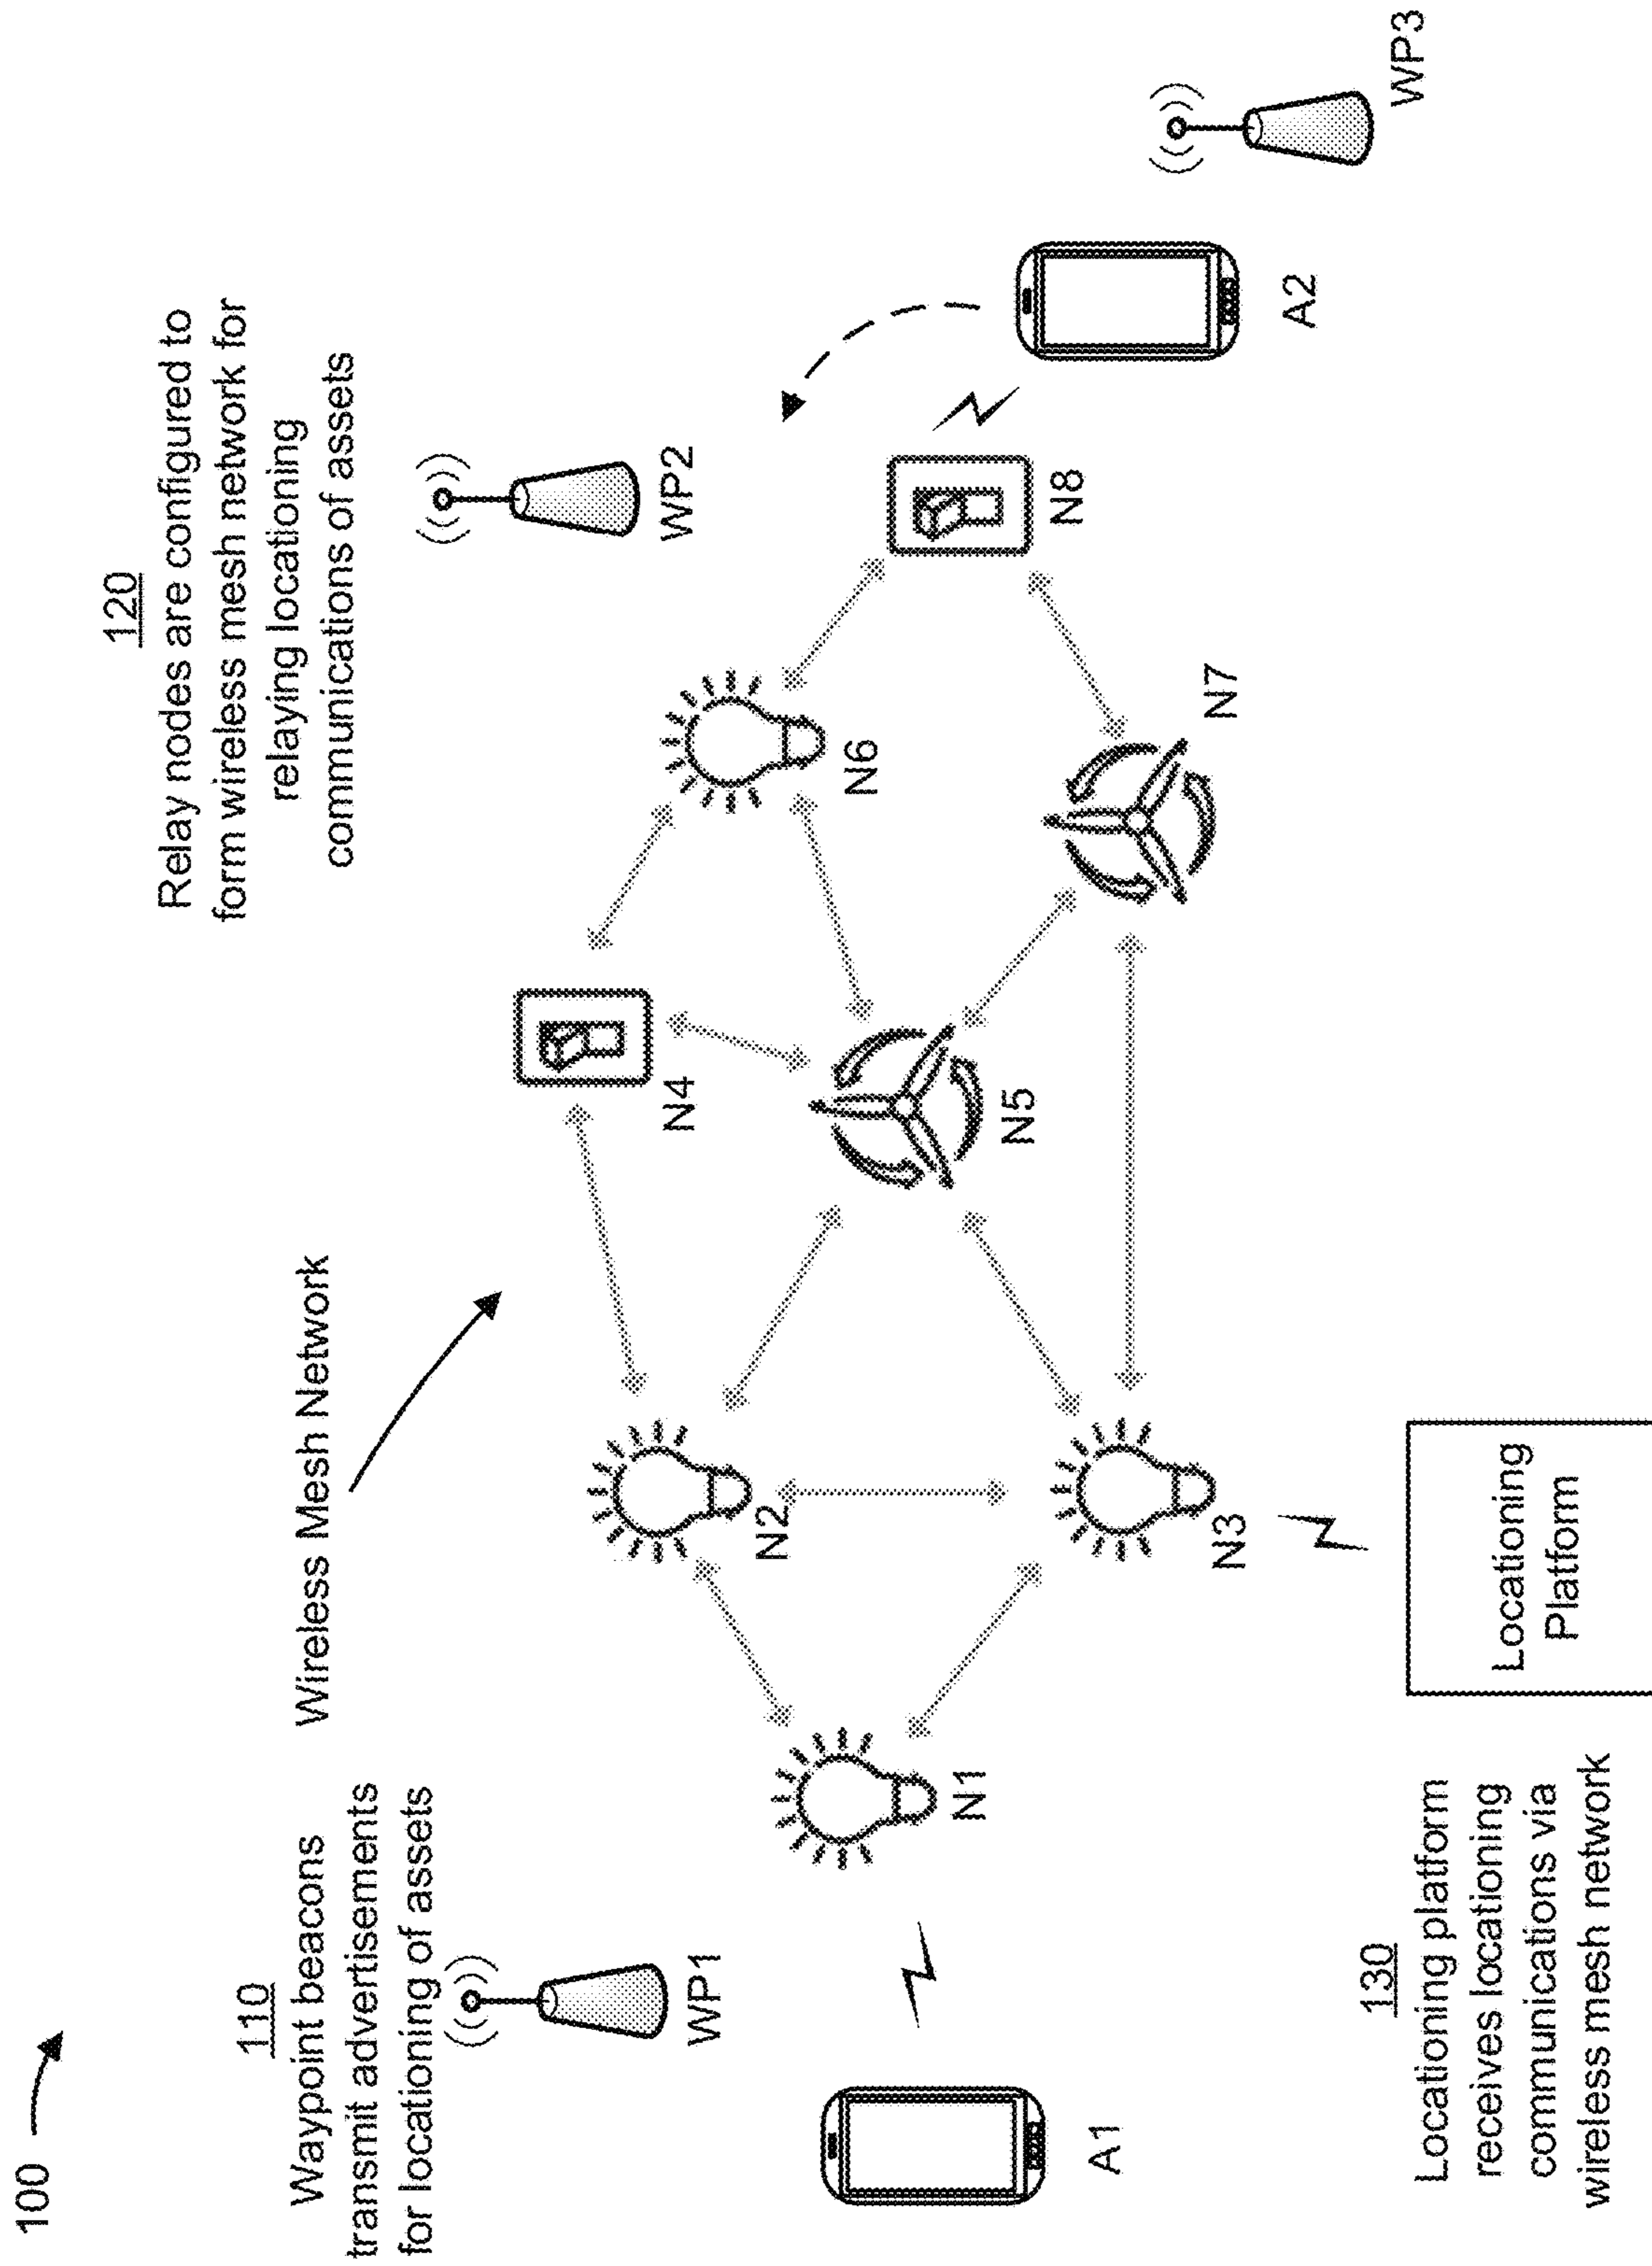 100
110
Waypoint beacons
transmit advertisements
for locationing of assets
WP1
Wireless Mesh Network
120
Relay nodes are configured to
form wireless mesh network for
relaying locationing
communications of assets
WP2
N4
N2
N6
N1
N5
N8
A1
N3
N7
A2
WP3
130
Locationing platform
receives locationing
communications via
wireless mesh network
Locationing
Platform